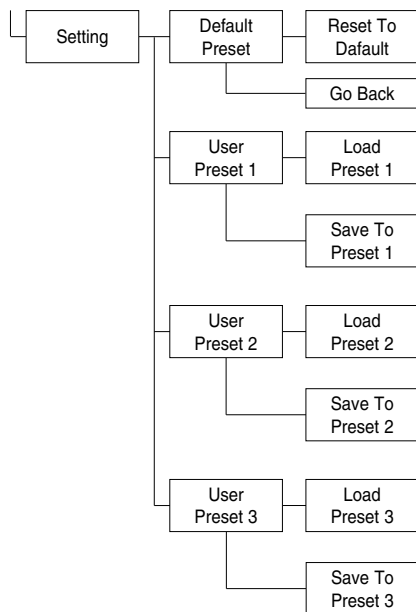 Setting
Default
Preset
Reset To
Dafault
Go Back
User
Preset 1
Load
Preset 1
Save To
Preset 1
User
Preset 2
Load
Preset 2
Save To
Preset 2
User
Preset 3
Load
Preset 3
Save To
Preset 3